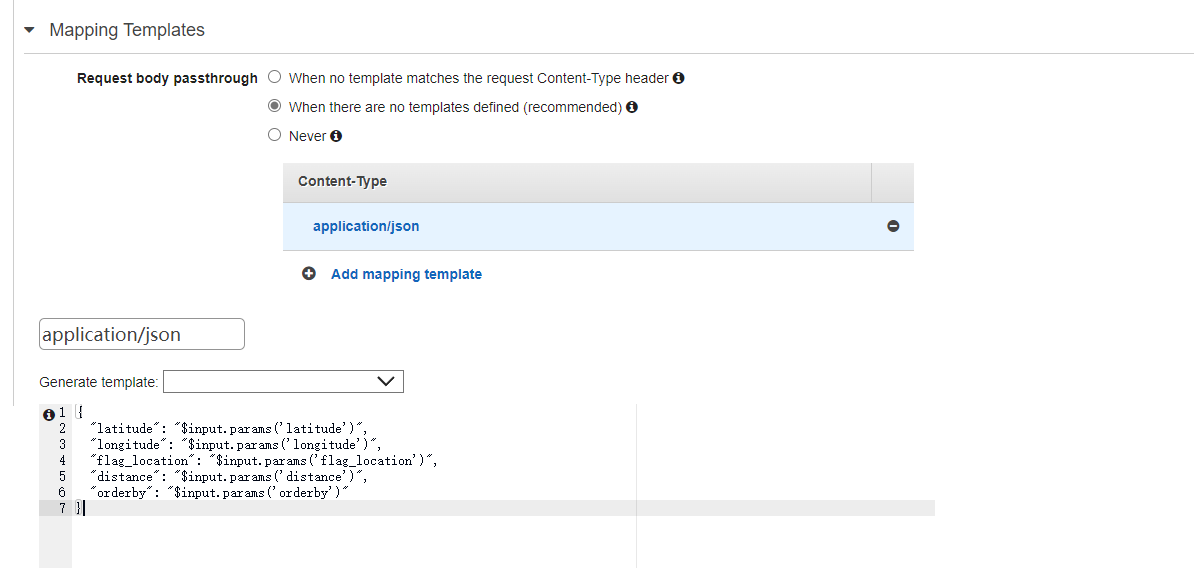 Mapping Templates
Request body passthrough
When no template matches the request Content-Type header
When there are no templates defined (recommended)
Never
Content-Type
application/json
Add mapping template
application/json
Generate template:
1 {
2 "latitude": "$input.params('latitude')",
3 "longitude": "$input.params('longitude')",
4 "flag_location": "$input.params('flag_location')",
5 "distance": "$input.params('distance')",
6 "orderby": "$input.params('orderby')"
7 }